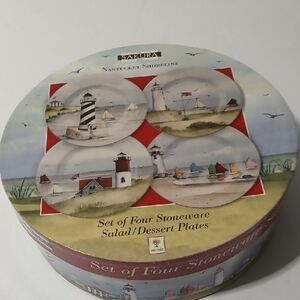 SAKURA
NANTUCKET SHORELINE
Set of Four Stoneware
Salad/Dessert Plates
Set of Four Stoneware